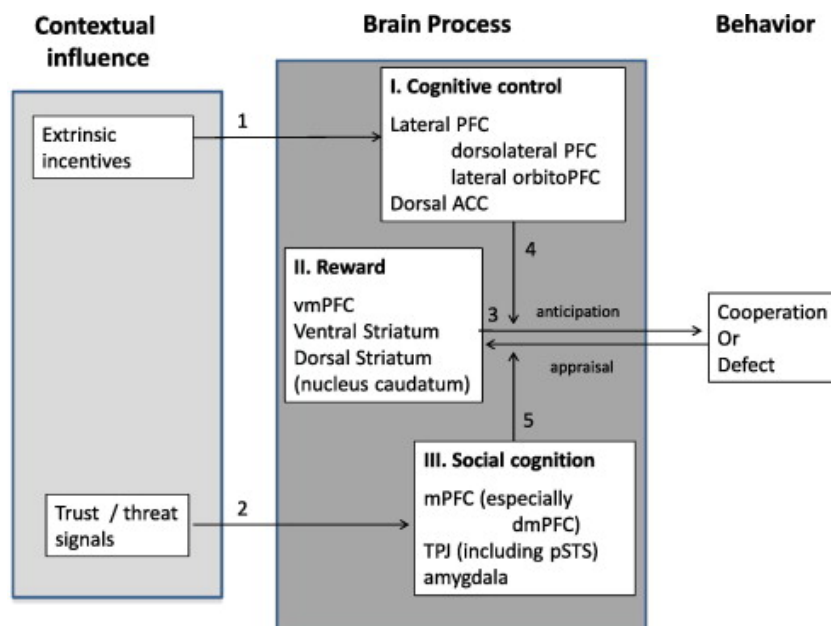 Contextual
influence
Brain Process
Behavior
Extrinsic
incentives
1
I. Cognitive control
Lateral PFC
dorsolateral PFC
lateral orbitoPFC
Dorsal ACC
4
II. Reward
vmPFC
Ventral Striatum
Dorsal Striatum
(nucleus caudatum)
3
anticipation
appraisal
Cooperation
Or
Defect
5
Trust / threat
signals
2
III. Social cognition
mPFC (especially
dmPFC)
TPJ (including pSTS)
amygdala